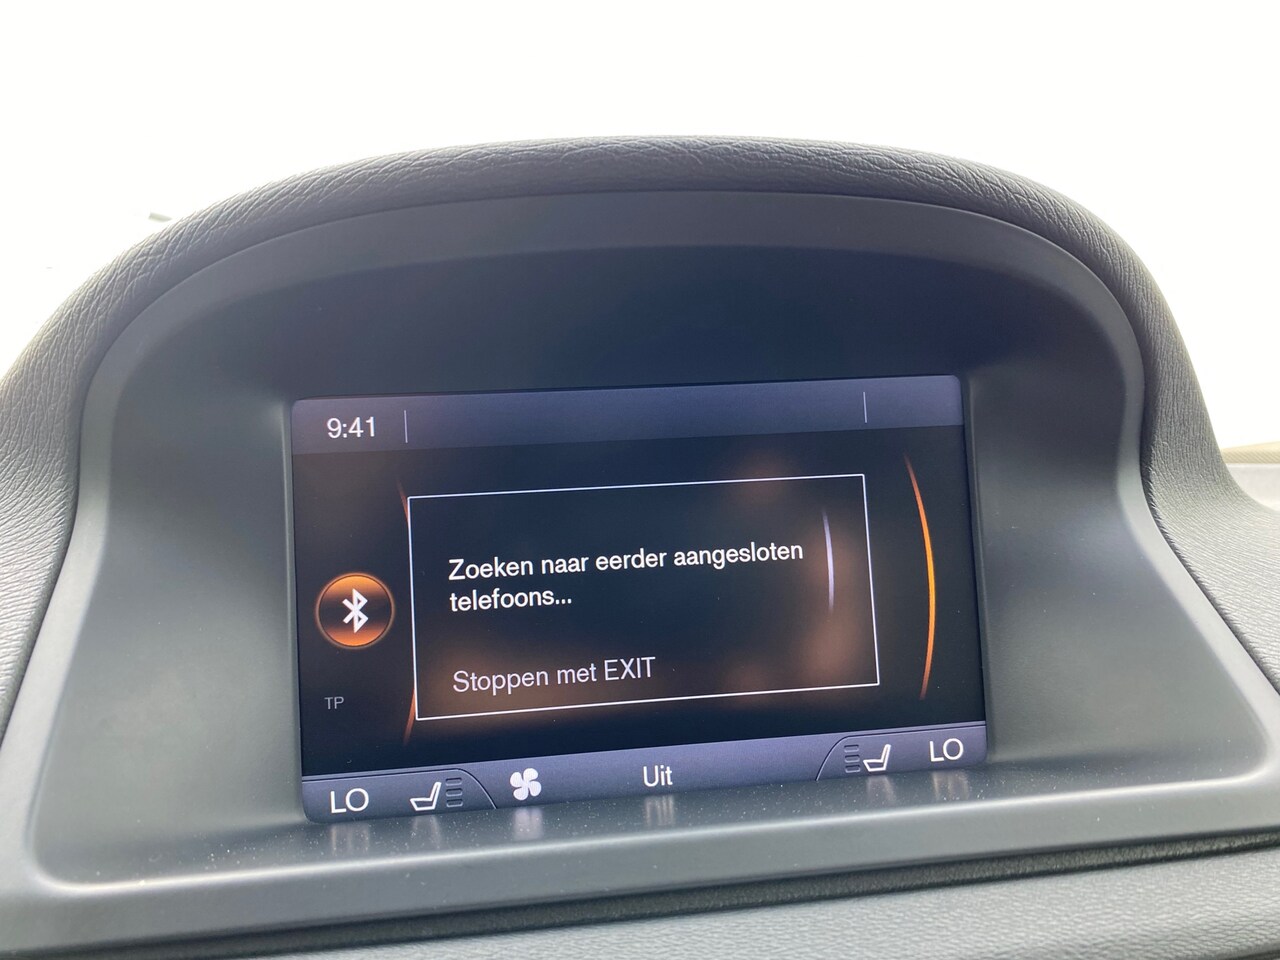 9:41
Zoeken naar eerder aangesloten
telefoons...
Stoppen met EXIT
TP
LO
Uit
LO